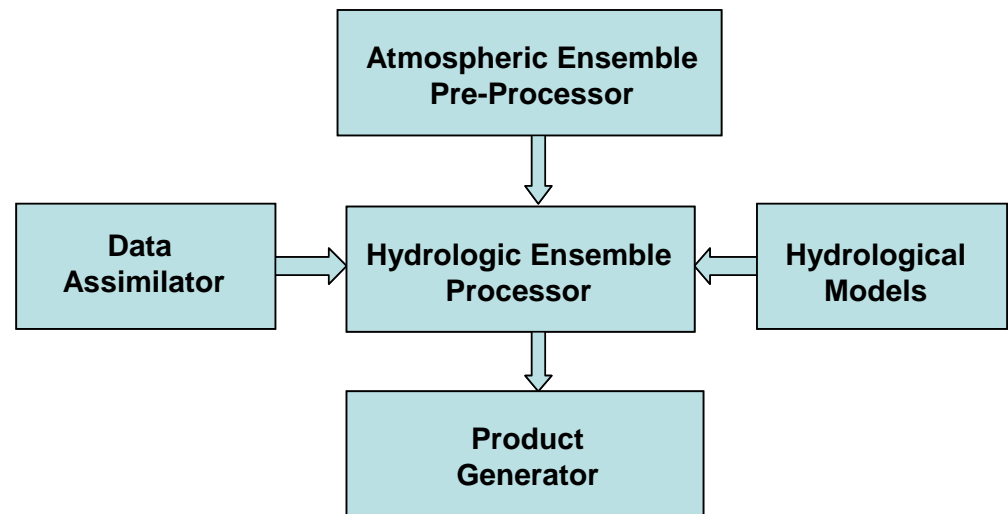 Atmospheric Ensemble
Pre-Processor
Data
Assimilator
Hydrologic Ensemble
Processor
Hydrological
Models
Product
Generator